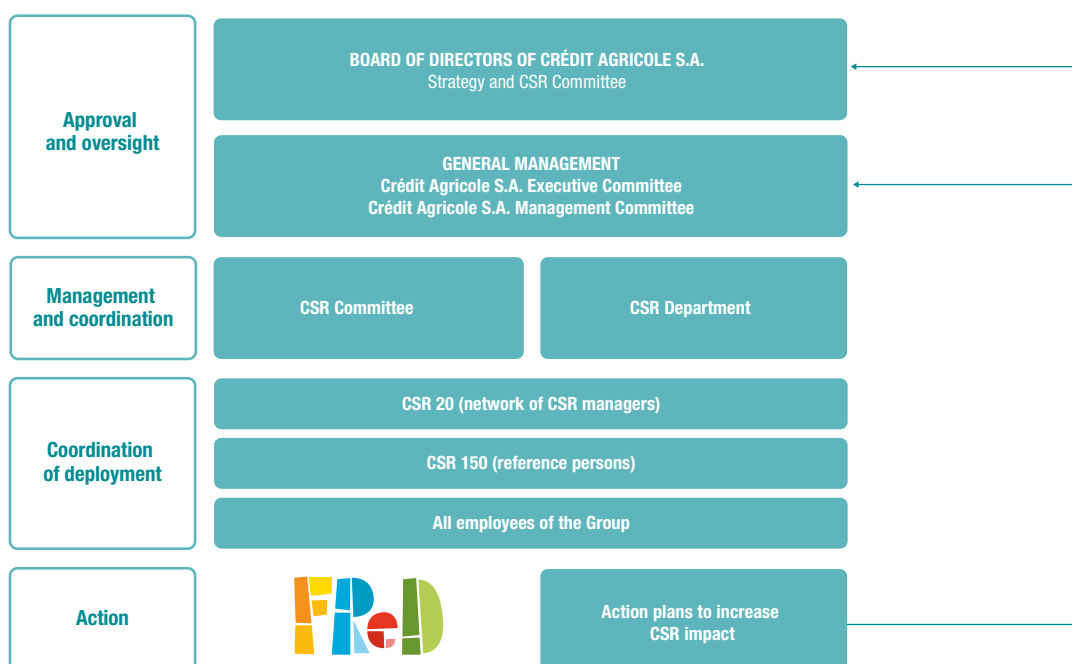 Approval
and oversight
BOARD OF DIRECTORS OF CRÉDIT AGRICOLE S.A.
Strategy and CSR Committee
GENERAL MANAGEMENT
Crédit Agricole S.A. Executive Committee
Crédit Agricole S.A. Management Committee
Management
and coordination
CSR Committee
CSR Department
Coordination
of deployment
CSR 20 (network of CSR managers)
CSR 150 (reference persons)
All employees of the Group
Action
FReD
Action plans to increase
CSR impact